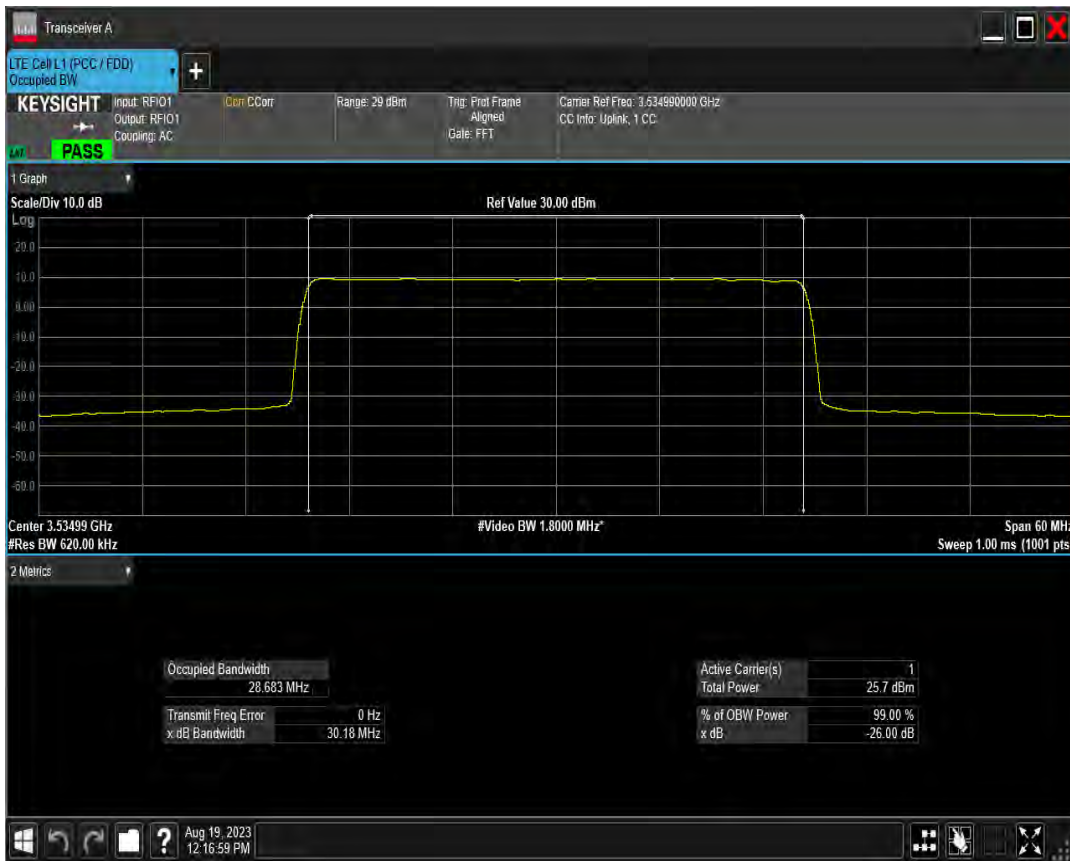 Transceiver A
LTE Cell L1 (PCC / FDD)
Occupied BW
+
KEYSIGHT
Input: RFIO1
Output: RFIO1
Coupling: AC
Corr CCorr
Range: 29 dBm
Trig: Prot Frame
Aligned
Gate: FFT
Carrier Ref Freq: 3.534990000 GHz
CC Info: Uplink, 1 CC
PASS
1 Graph
Scale/Div 10.0 dB
Ref Value 30.00 dBm
Log
20.0
10.0
0.00
-10.0
-20.0
-30.0
-40.0
-50.0
-60.0
Center 3.53499 GHz
#Video BW 1.8000 MHz*
Span 60 MHz
#Res BW 620.00 kHz
Sweep 1.00 ms (1001 pts
2 Metrics
Occupied Bandwidth
28.683 MHz
Transmit Freq Error 0 Hz
x dB Bandwidth 30.18 MHz
Active Carrier(s) 1
Total Power 25.7 dBm
% of OBW Power 99.00 %
x dB -26.00 dB
?
Aug 19, 2023
12:16:59 PM